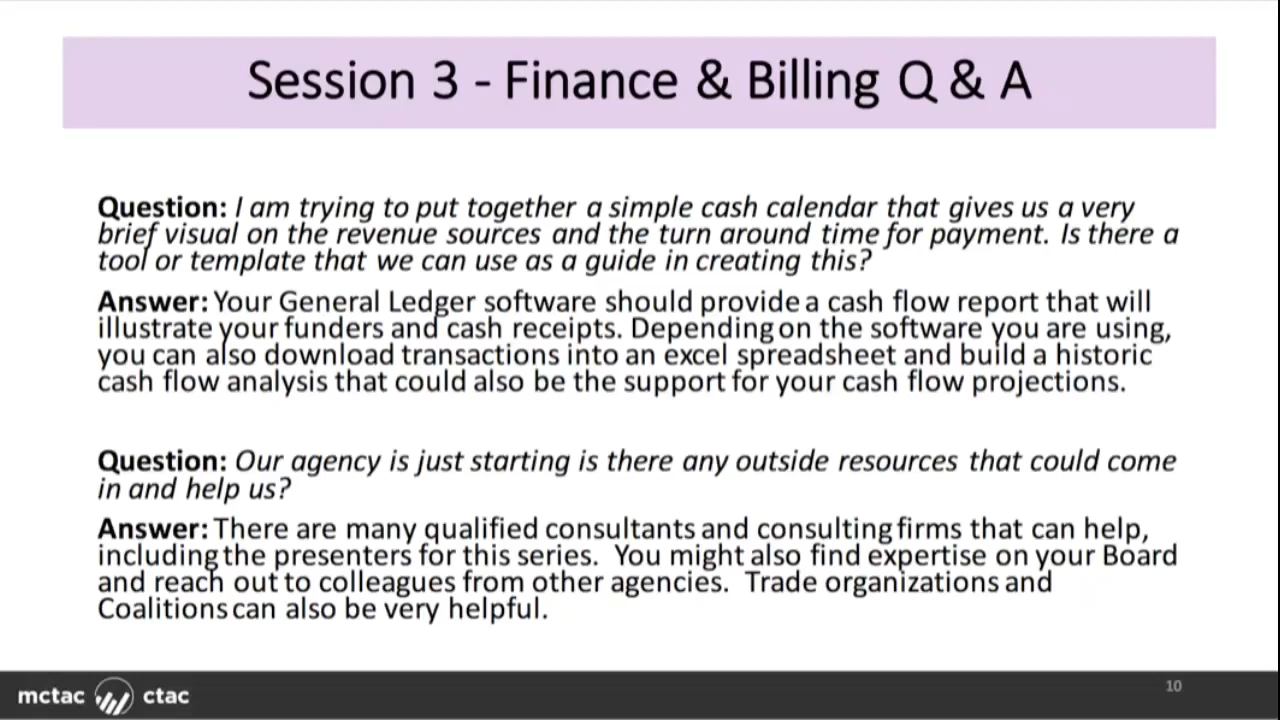 Session 3 - Finance & Billing Q & A
Question: I am trying to put together a simple cash calendar that gives us a very
brief visual on the revenue sources and the turn around time for payment. Is there a
tool or template that we can use as a guide in creating this?
Answer: Your General Ledger software should provide a cash flow report that will
illustrate your funders and cash receipts. Depending on the software you are using,
you can also download transactions into an excel spreadsheet and build a historic
cash flow analysis that could also be the support for your cash flow projections.
Question: Our agency is just starting is there any outside resources that could come
in and help us?
Answer: There are many qualified consultants and consulting firms that can help,
including the presenters for this series. You might also find expertise on your Board
and reach out to colleagues from other agencies. Trade organizations and
Coalitions can also be very helpful.
mctac ctac
10